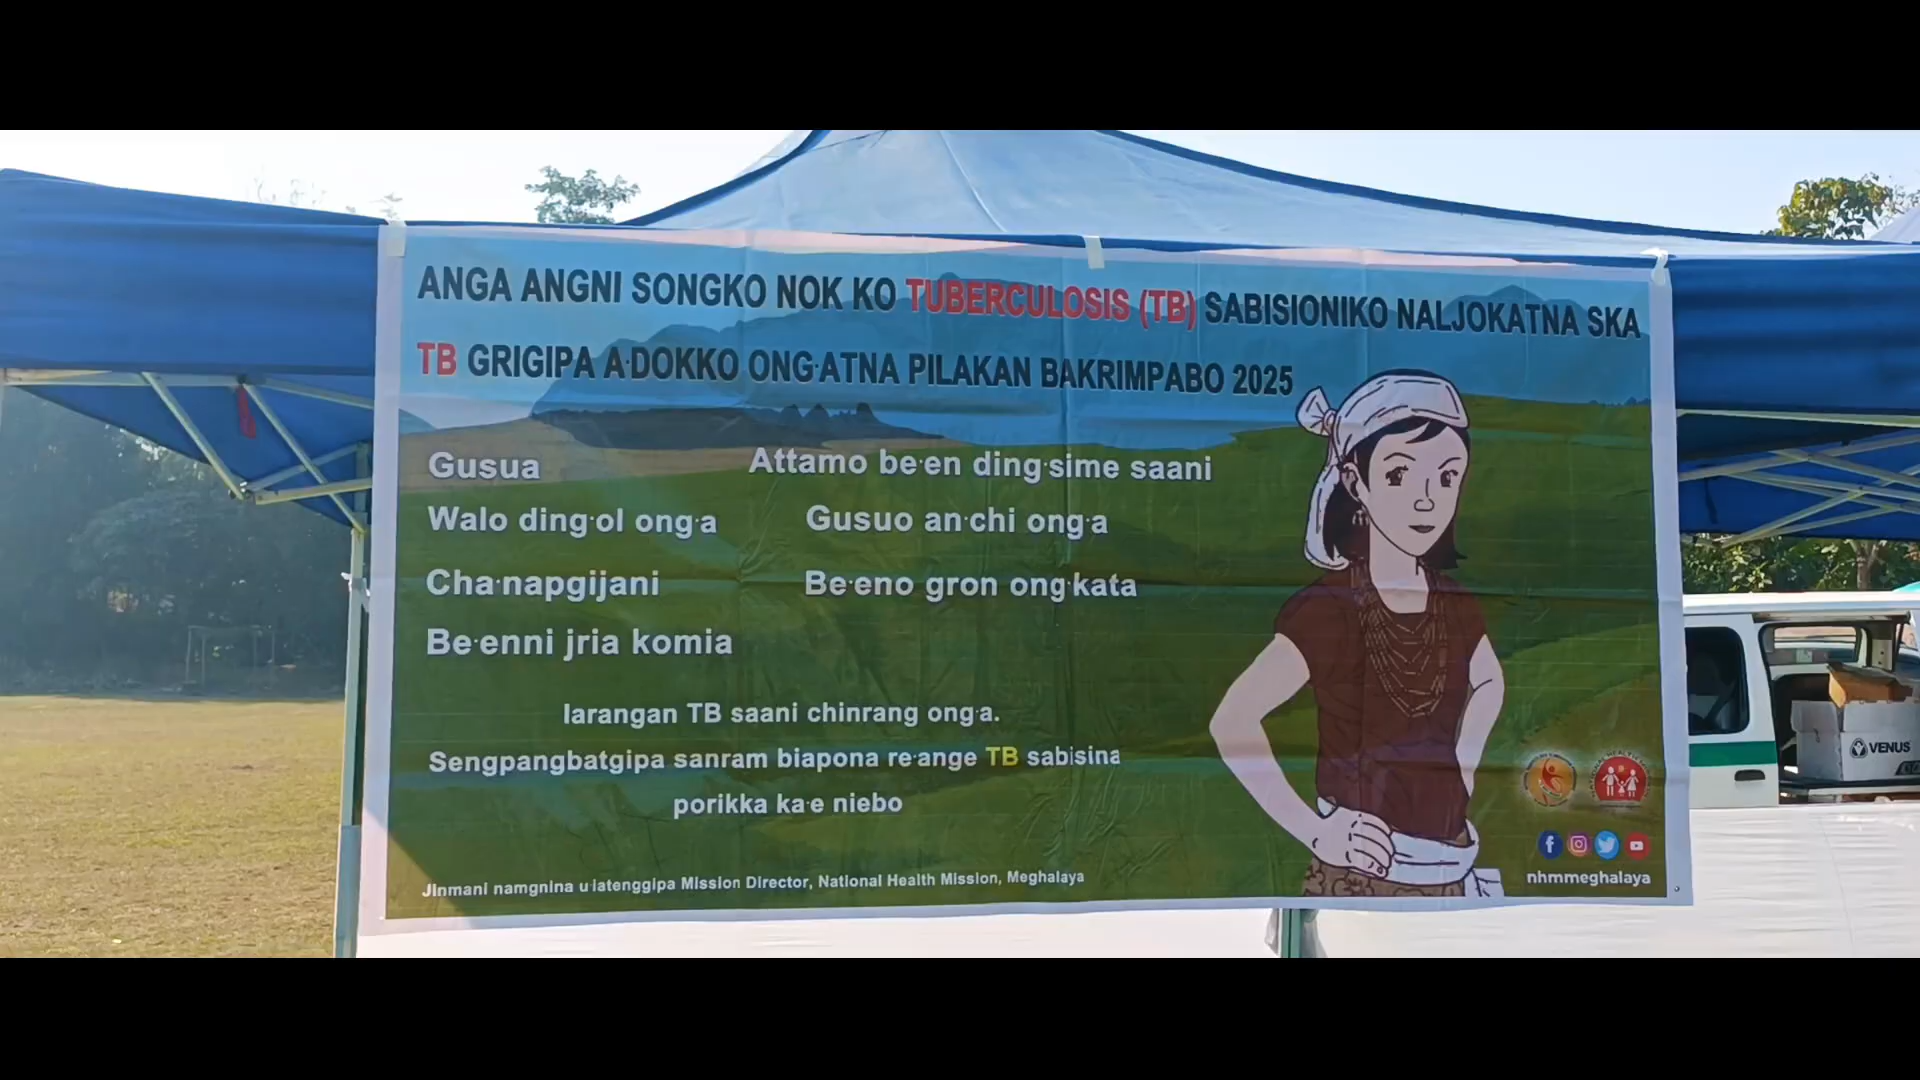 ANGA ANGNI SONGKO NOK KO TUBERCULOSIS (TB) SABISIONIKO NALJOKATNA SKA
TB GRIGIPA A·DOKKO ONG·ATNA PILAKAN BAKRIMPABO 2025
Gusua
Attamo be·en ding·sime saani
Walo ding·ol ong·a
Gusuo an·chi ong·a
Cha·napgijani
Be·eno gron ong·kata
Be·enni jria komia
Iarangan TB saani chinrang ong·a.
Sengpangbatgipa sanram biapona re·ange TB sabisina
porikka ka·e niebo
Jinmani namgnina u·iatenggipa Mission Director, National Health Mission, Meghalaya
nhmmeghalaya
VENUS